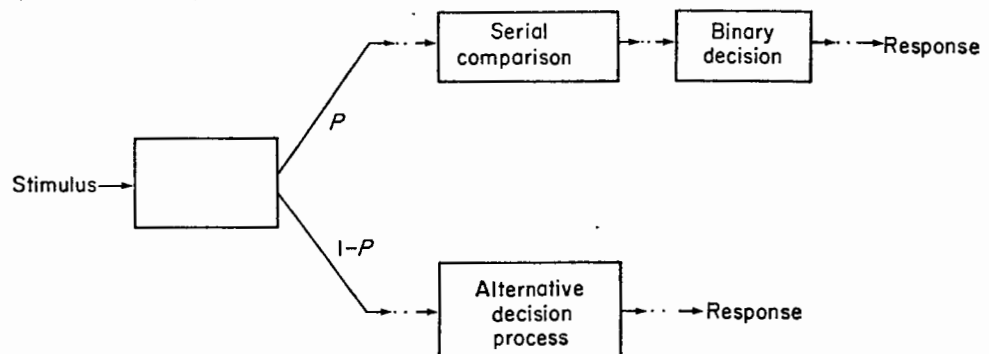 Serial
comparison
Binary
decision
Response
P
Stimulus
1-P
Alternative
decision
process
Response